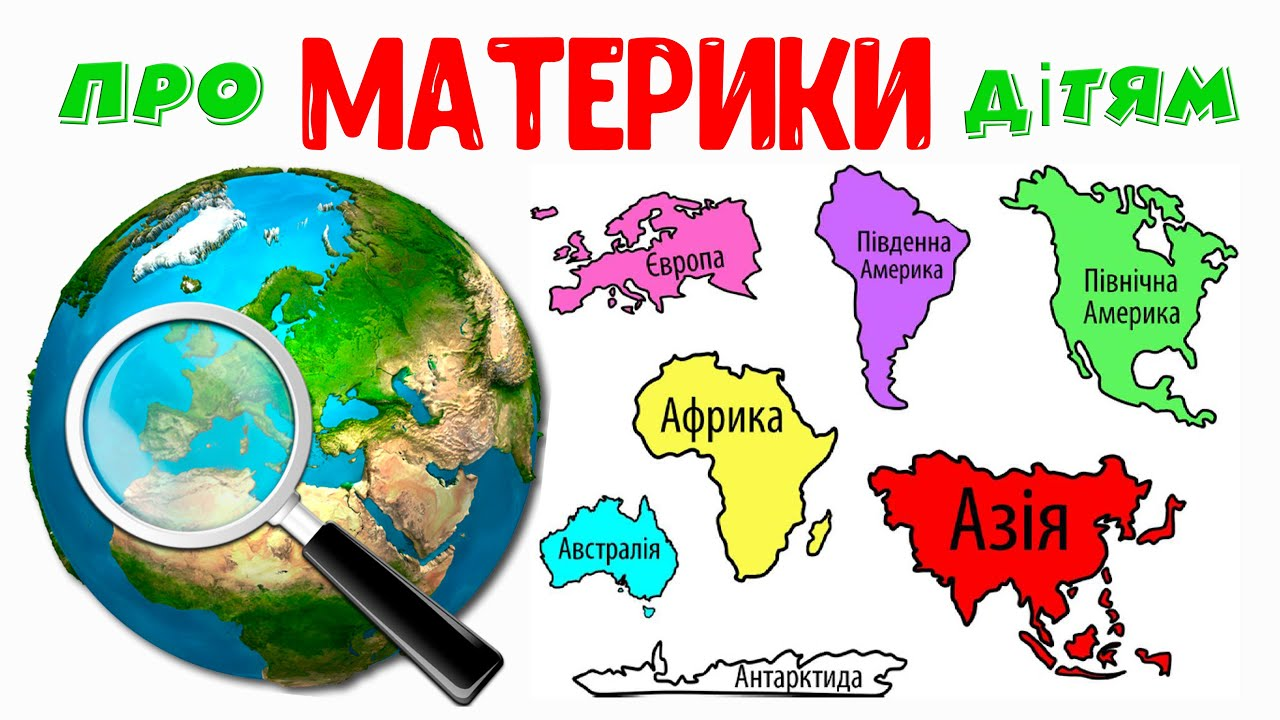 ПРО МАТЕРИКИ ДІТЯМ
Європа
Південна
Америка
Північна
Америка
Африка
Азія
Австралія
Антарктида